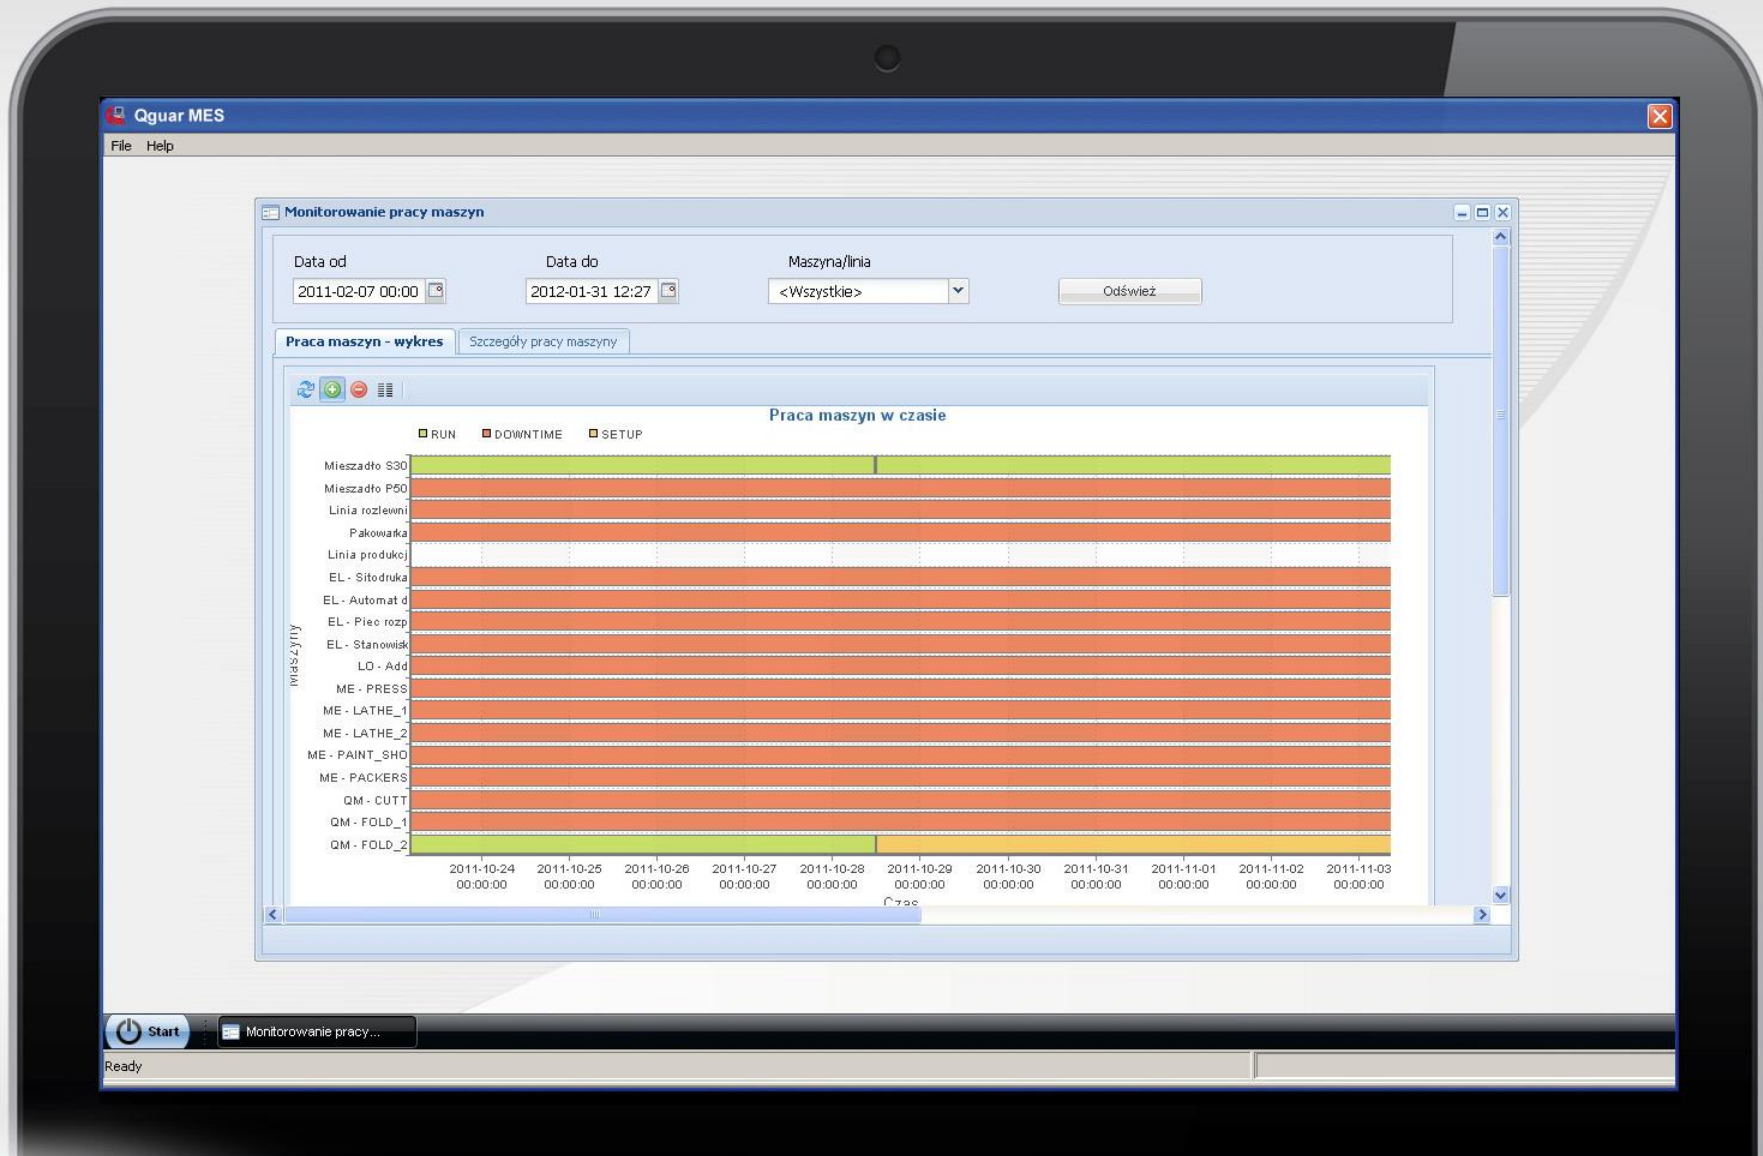 Qguar MES
File Help
Monitorowanie pracy maszyn
Data od Data do Maszyna/linia
2011-02-07 00:00 2012-01-31 12:27 <Wszystkie> Odśwież
Praca maszyn - wykres Szczegóły pracy maszyny
Praca maszyn w czasie
RUN DOWNTIME SETUP
Maszyny
Mieszadło S30
Mieszadło P50
Linia rozlewni
Pakowarka
Linia produkcj
EL - Sitodruka
EL - Automat d
EL - Piec rozp
EL - Stanowisk
LO - Add
ME - PRESS
ME - LATHE_1
ME - LATHE_2
ME - PAINT_SHO
ME - PACKERS
QM - CUTT
QM - FOLD_1
QM - FOLD_2
2011-10-24 2011-10-25 2011-10-26 2011-10-27 2011-10-28 2011-10-29 2011-10-30 2011-10-31 2011-11-01 2011-11-02 2011-11-03
00:00:00 00:00:00 00:00:00 00:00:00 00:00:00 00:00:00 00:00:00 00:00:00 00:00:00 00:00:00 00:00:00
Czas
Start Monitorowanie pracy...
Ready